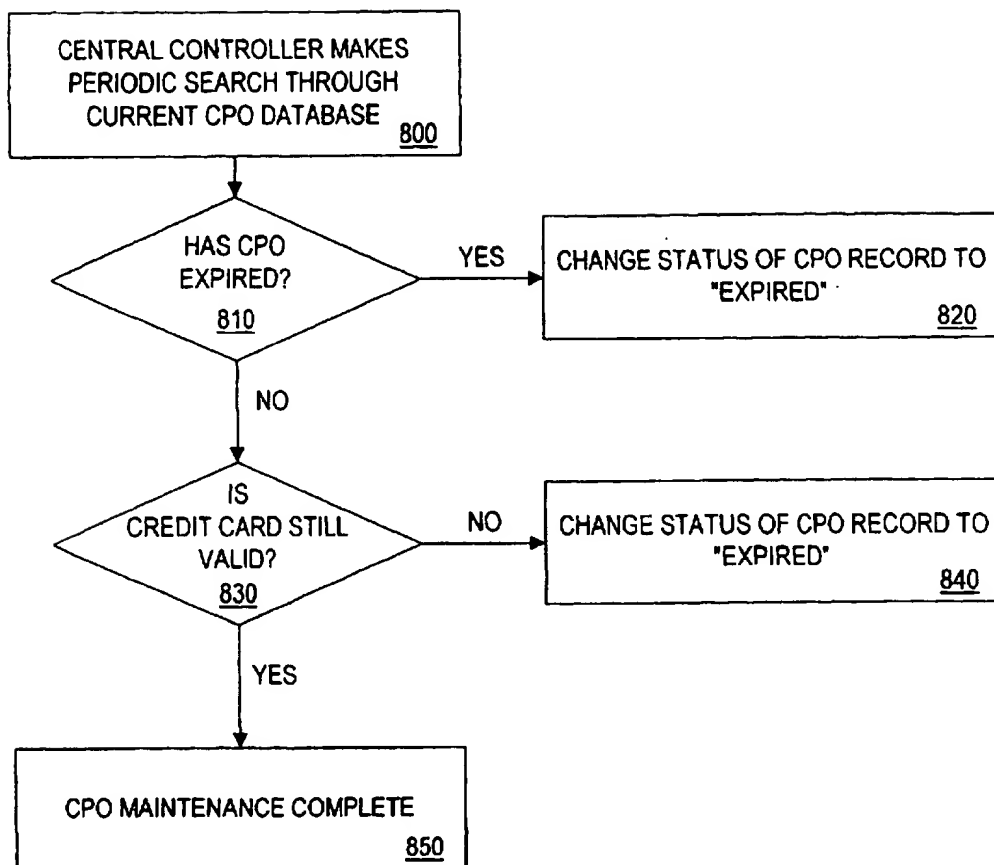 CENTRAL CONTROLLER MAKES
PERIODIC SEARCH THROUGH
CURRENT CPO DATABASE
800
HAS CPO
EXPIRED?
810
YES
CHANGE STATUS OF CPO RECORD TO
"EXPIRED"
820
NO
IS
CREDIT CARD STILL
VALID?
830
NO
CHANGE STATUS OF CPO RECORD TO
"EXPIRED"
840
YES
CPO MAINTENANCE COMPLETE
850